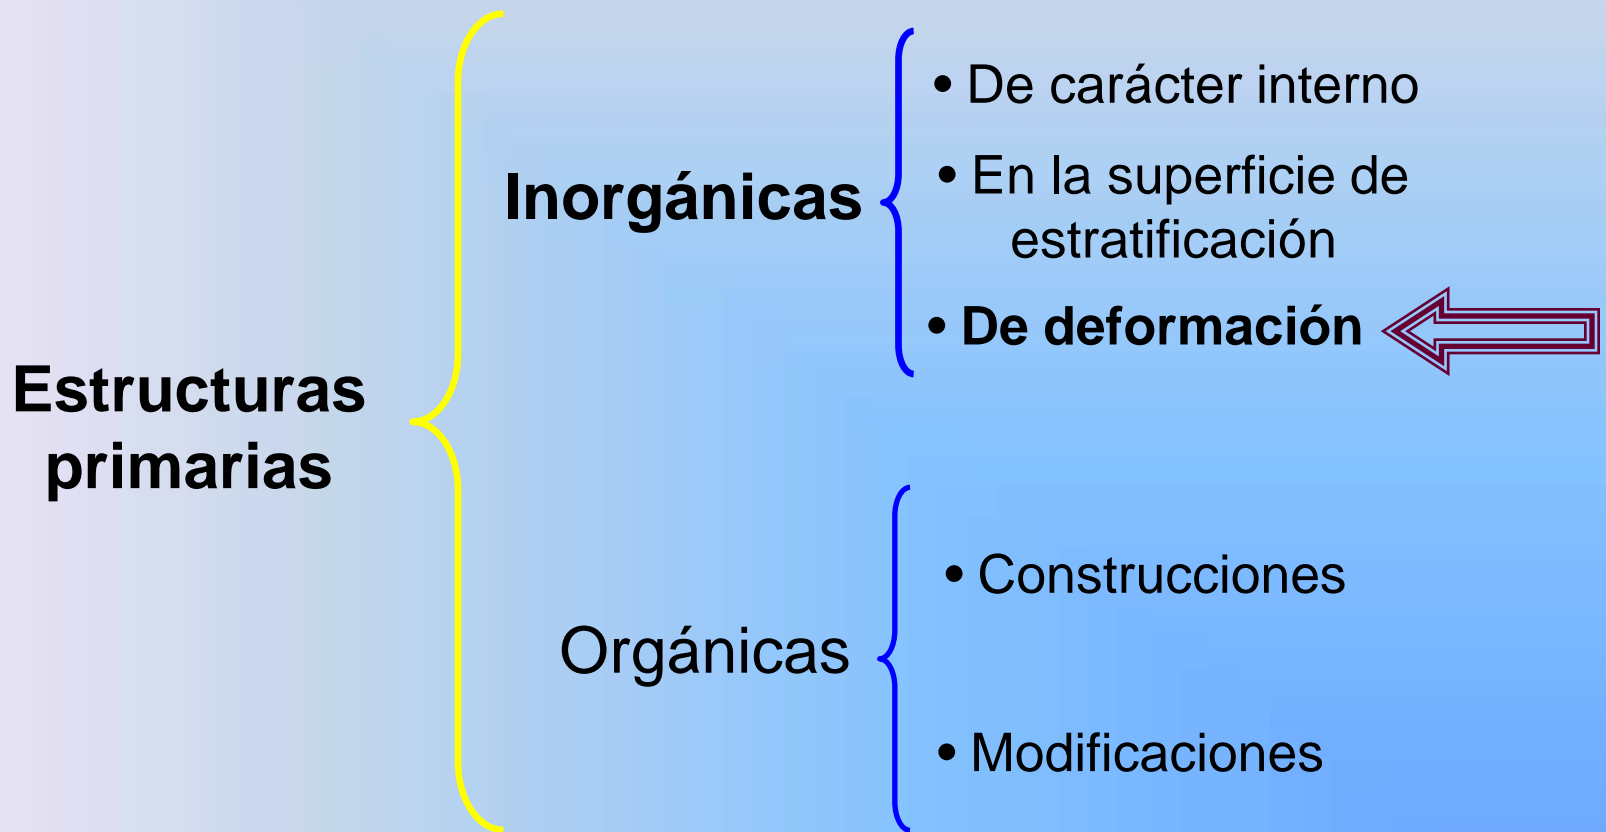 Estructuras
primarias
Inorgánicas
• De carácter interno
• En la superficie de
estratificación
• De deformación
Orgánicas
• Construcciones
• Modificaciones